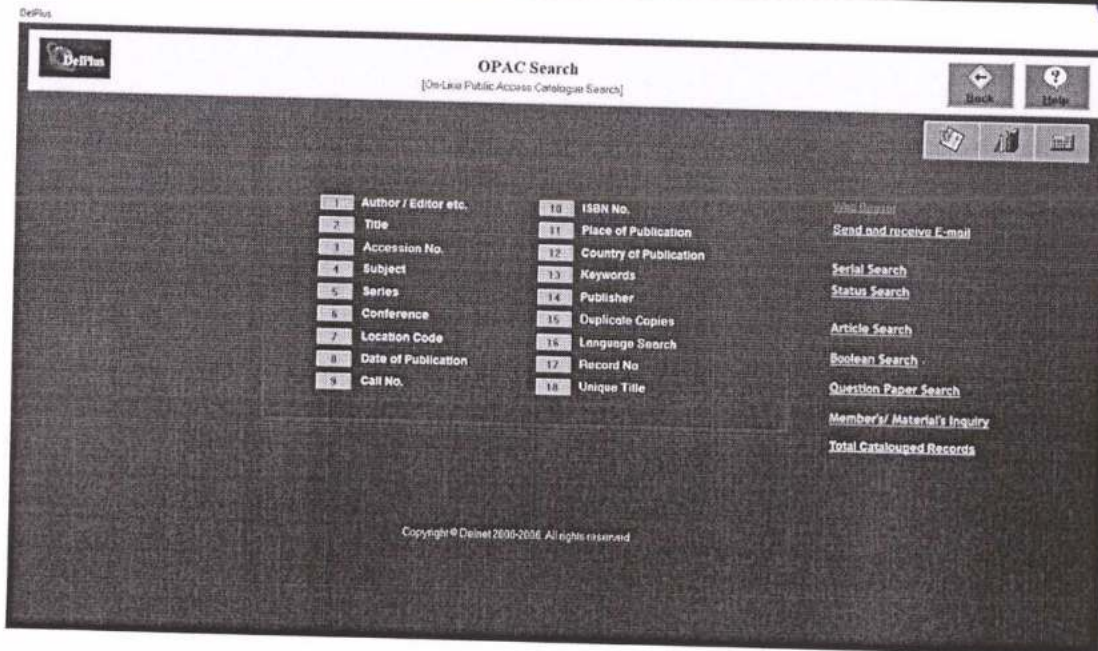 DelPlus
DelPlus
OPAC Search
[On-Line Public Access Catalogue Search]
Back
Help
1 Author / Editor etc.
2 Title
3 Accession No.
4 Subject
5 Series
6 Conference
7 Location Code
8 Date of Publication
9 Call No.
10 ISBN No.
11 Place of Publication
12 Country of Publication
13 Keywords
14 Publisher
15 Duplicate Copies
16 Language Search
17 Record No
18 Unique Title
Send and receive E-mail
Serial Search
Status Search
Article Search
Boolean Search
Question Paper Search
Member's/ Material's Inquiry
Total Catalouged Records
Copyright © Delnet 2000-2006. All rights reserved